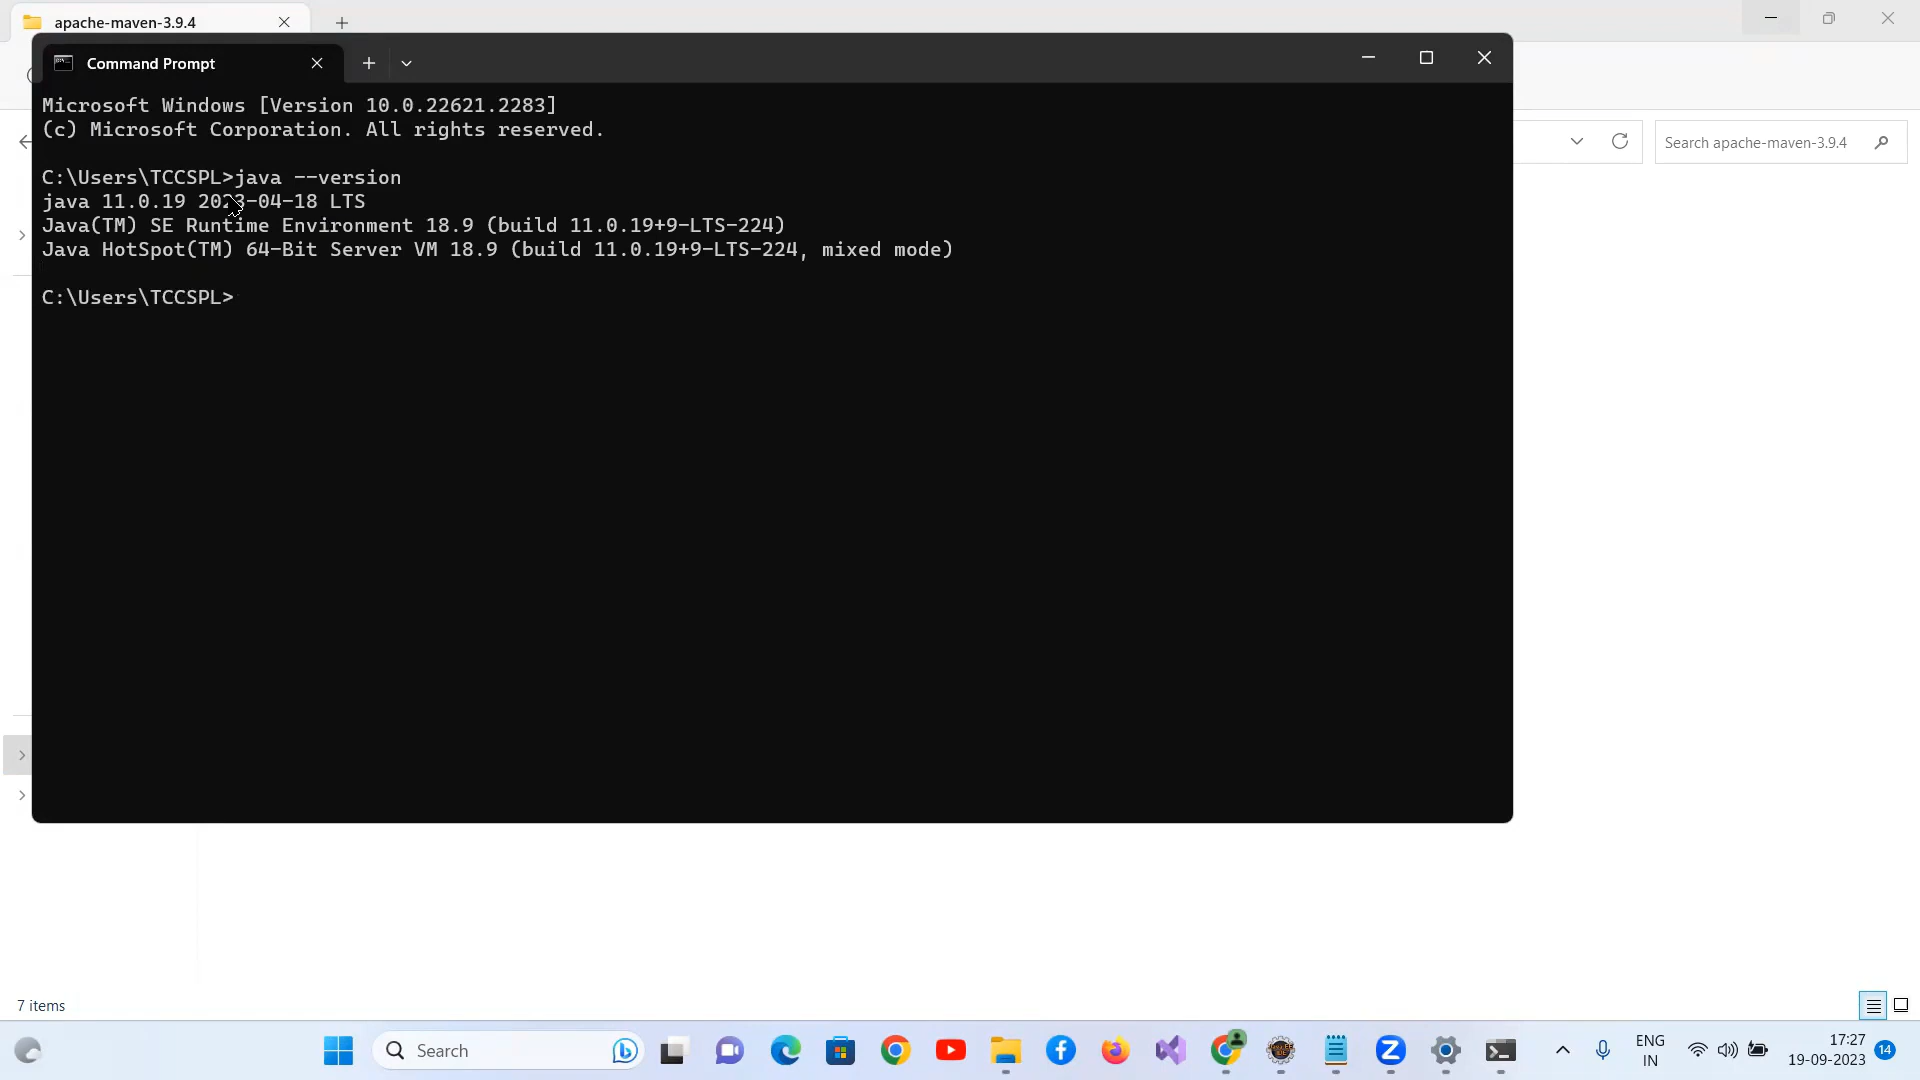 apache-maven-3.9.4
Command Prompt
Microsoft Windows [Version 10.0.22621.2283]
(c) Microsoft Corporation. All rights reserved.
C:\Users\TCCSPL>java --version
java 11.0.19 2023-04-18 LTS
Java(TM) SE Runtime Environment 18.9 (build 11.0.19+9-LTS-224)
Java HotSpot(TM) 64-Bit Server VM 18.9 (build 11.0.19+9-LTS-224, mixed mode)
C:\Users\TCCSPL>
Search apache-maven-3.9.4
7 items
Search
ENG
IN
17:27
19-09-2023
14